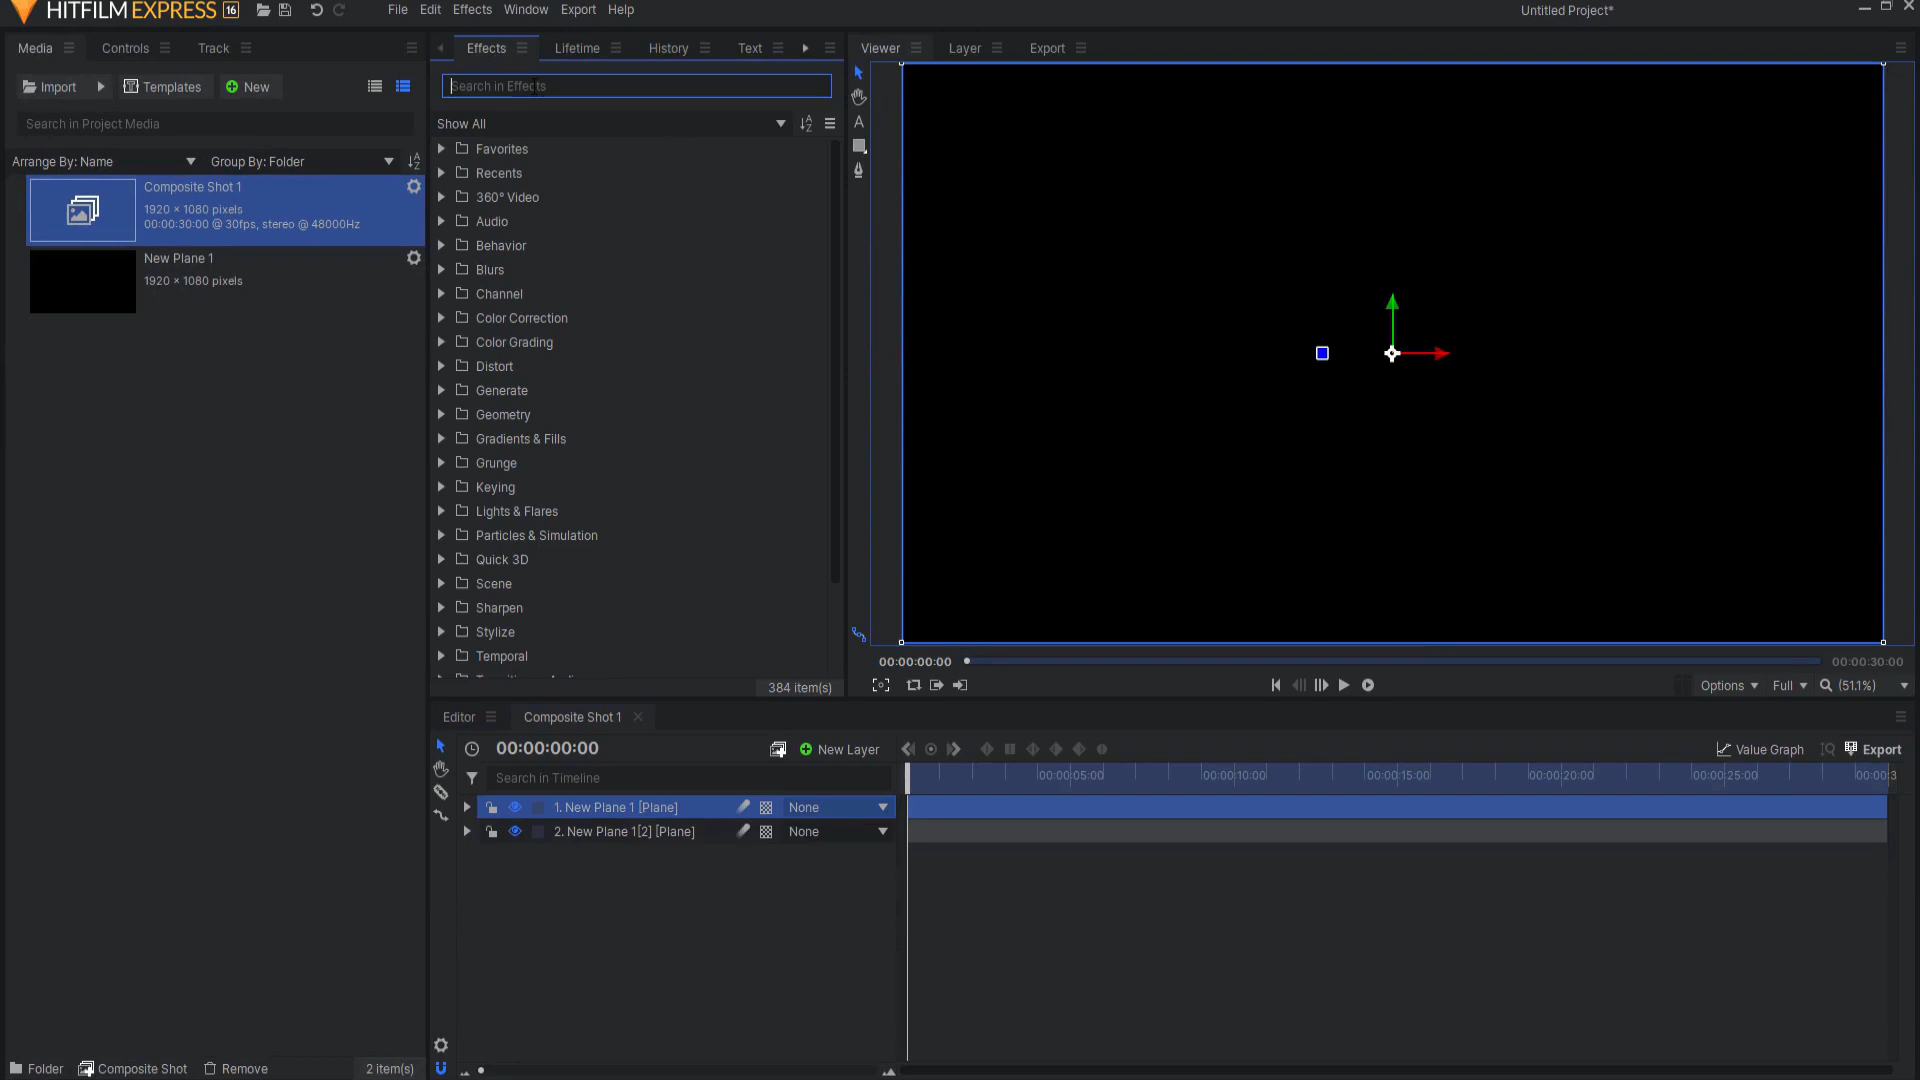 HITFILM EXPRESS 16
File Edit Effects Window Export Help
Untitled Project*
Media Controls Track
Import Templates New
Search in Project Media
Arrange By: Name Group By: Folder
Composite Shot 1
1920 × 1080 pixels
00:00:30:00 @ 30fps, stereo @ 48000Hz
New Plane 1
1920 × 1080 pixels
Folder Composite Shot Remove 2 item(s)
Effects Lifetime History Text
Search in Effects
Show All
Favorites
Recents
360° Video
Audio
Behavior
Blurs
Channel
Color Correction
Color Grading
Distort
Generate
Geometry
Gradients & Fills
Grunge
Keying
Lights & Flares
Particles & Simulation
Quick 3D
Scene
Sharpen
Stylize
Temporal
384 item(s)
Viewer Layer Export
A
00:00:00:00 00:00:30:00
Options Full (51.1%)
Editor Composite Shot 1
00:00:00:00 New Layer Value Graph Export
Search in Timeline
00:00:05:00 00:00:10:00 00:00:15:00 00:00:20:00 00:00:25:00 00:00:3
1. New Plane 1 [Plane] None
2. New Plane 1[2] [Plane] None